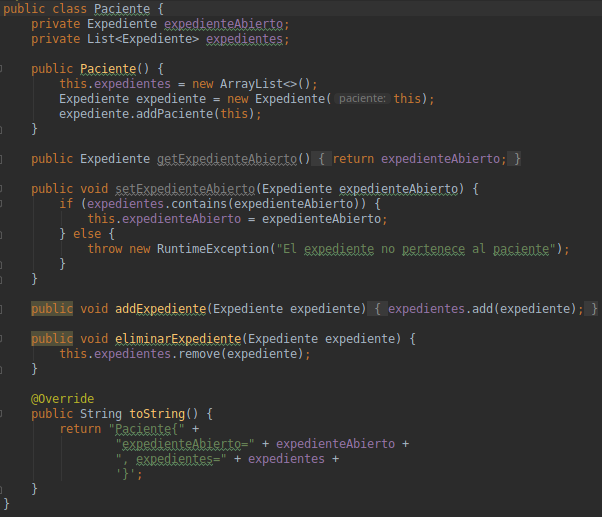 public class Paciente {
    private Expediente expedienteAbierto;
    private List<Expediente> expedientes;
    public Paciente() {
        this.expedientes = new ArrayList<>();
        Expediente expediente = new Expediente( paciente: this);
        expediente.addPaciente(this);
    }
    public Expediente getExpedienteAbierto() { return expedienteAbierto; }
    public void setExpedienteAbierto(Expediente expedienteAbierto) {
        if (expedientes.contains(expedienteAbierto)) {
            this.expedienteAbierto = expedienteAbierto;
        } else {
            throw new RuntimeException("El expediente no pertenece al paciente");
        }
    }
    public void addExpediente(Expediente expediente) { expedientes.add(expediente); }
    public void eliminarExpediente(Expediente expediente) {
        this.expedientes.remove(expediente);
    }
    @Override
    public String toString() {
        return "Paciente{" +
                "expedienteAbierto=" + expedienteAbierto +
                ", expedientes=" + expedientes +
                '}';
    }
}